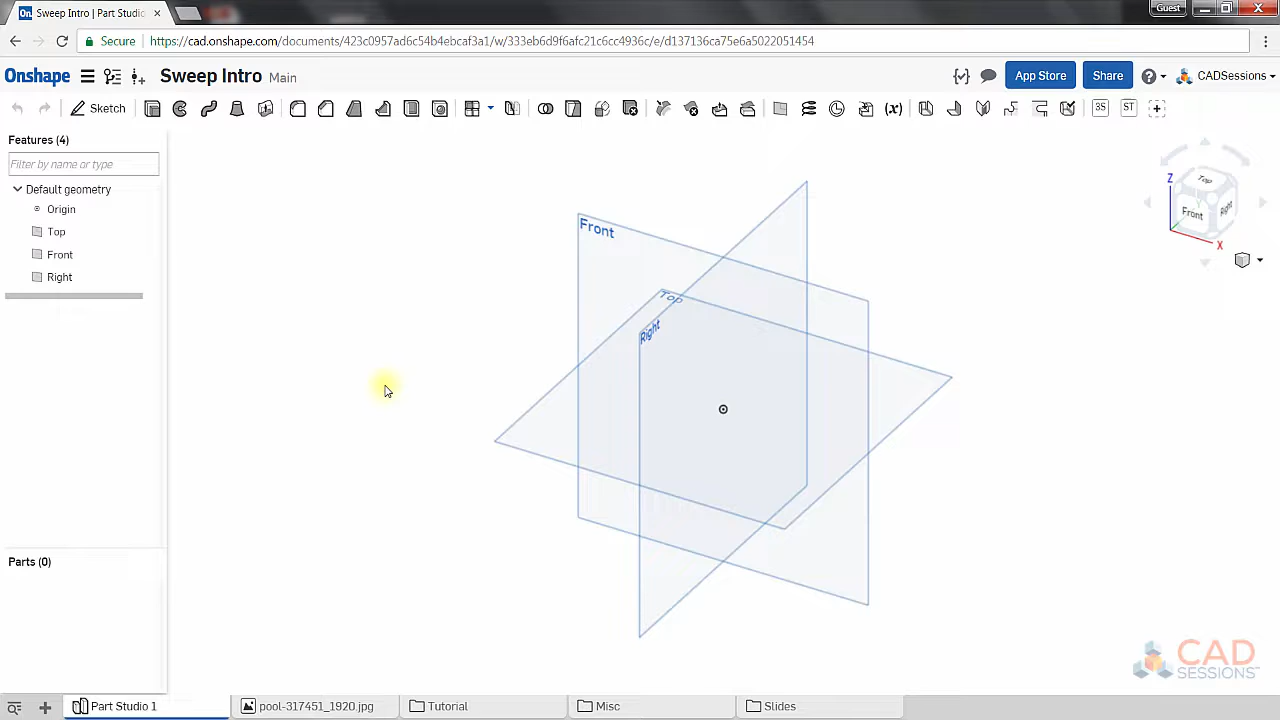 Sweep Intro | Part Studio
Guest
Secure
https://cad.onshape.com/documents/423c0957ad6c54b4ebcaf3a1/w/333eb6d9f6afc21c6cc4936c/e/d137136ca75e6a5022051454
Onshape
Sweep Intro Main
App Store
Share
CADSessions
Sketch
(x)
3S
ST
Features (4)
Filter by name or type
Default geometry
Origin
Top
Front
Right
Front
Top
Right
Z
Top
Front
Right
Y
X
Parts (0)
CAD
SESSIONS
Part Studio 1
pool-317451_1920.jpg
Tutorial
Misc
Slides